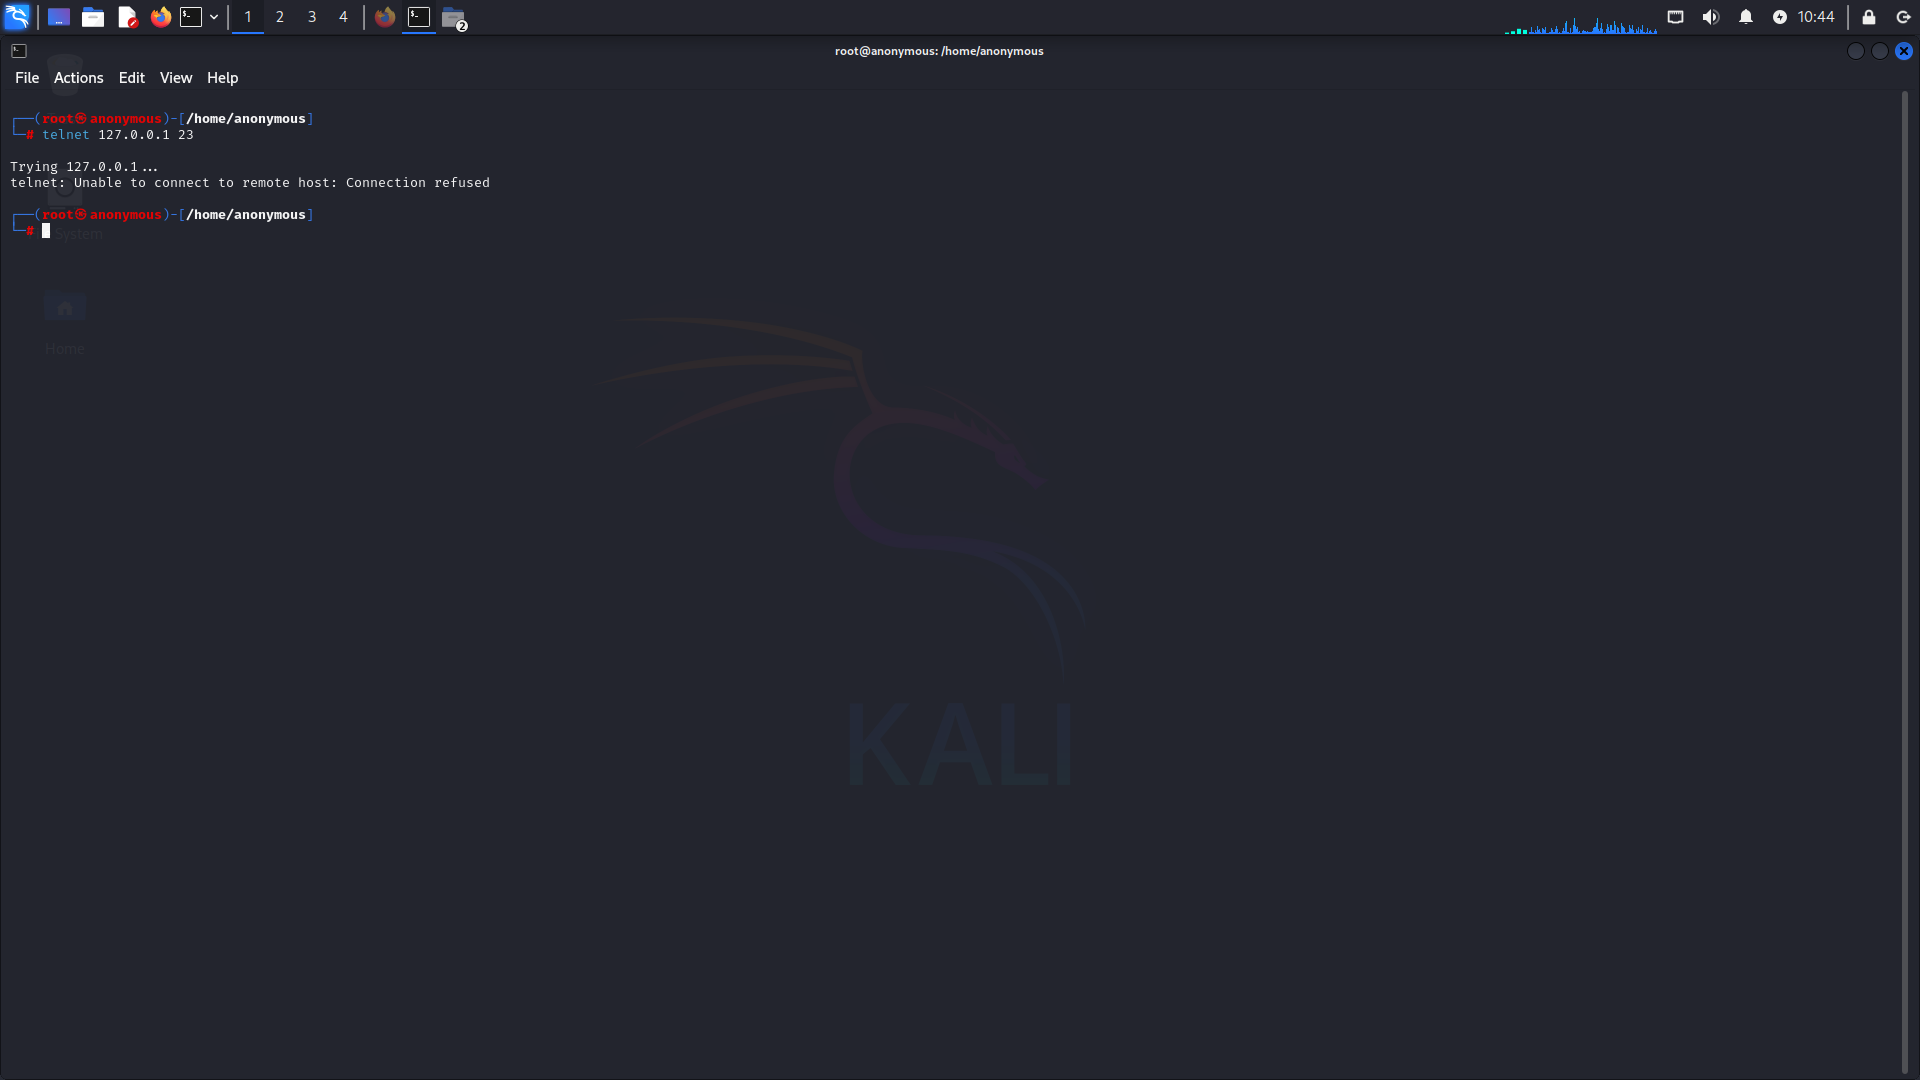 1 2 3 4 2 10:44
root@anonymous: /home/anonymous
File Actions Edit View Help
┌──(root㉿anonymous)-[/home/anonymous]
└─# telnet 127.0.0.1 23
Trying 127.0.0.1...
telnet: Unable to connect to remote host: Connection refused
┌──(root㉿anonymous)-[/home/anonymous]
└─#
System
Home
KALI